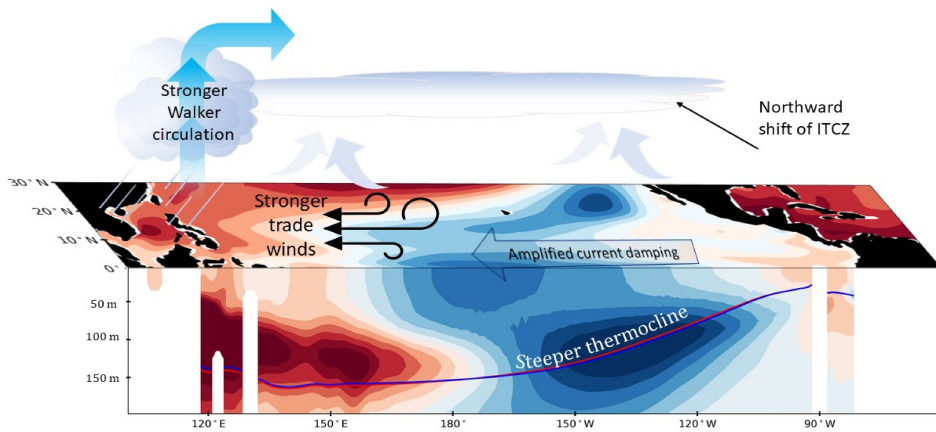 Stronger
Walker
circulation
Northward
shift of ITCZ
30°N
20°N
10°N
0°
Stronger
trade
winds
Amplified current damping
50 m
100 m
150 m
Steeper thermocline
120°E
150°E
180°
150°W
120°W
90°W